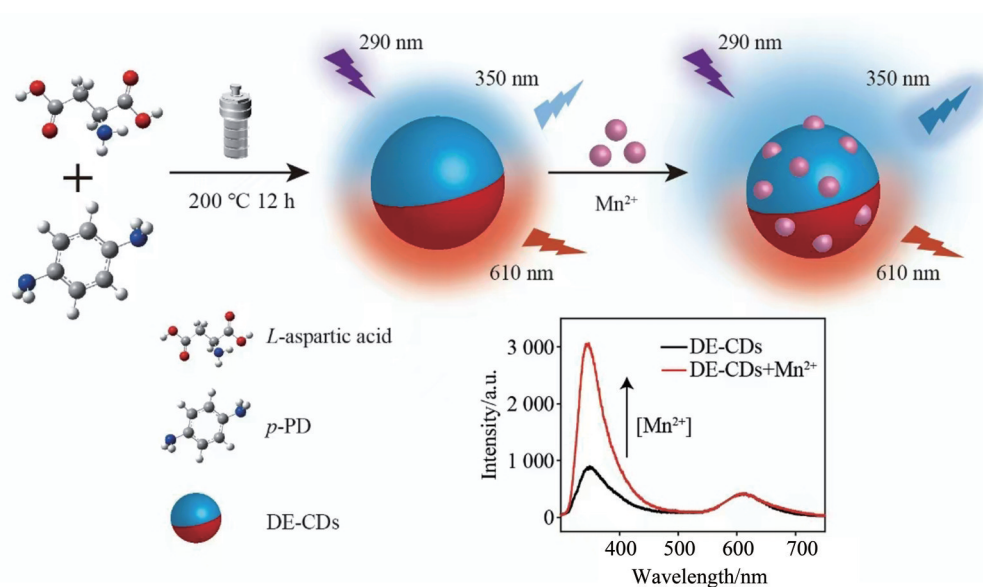 290 nm
350 nm
200 °C 12 h
610 nm
Mn²⁺
290 nm
350 nm
610 nm
L-aspartic acid
p-PD
DE-CDs
Intensity/a.u.
3 000
2 000
1 000
0
DE-CDs
DE-CDs+Mn²⁺
[Mn²⁺]
400
500
600
700
Wavelength/nm